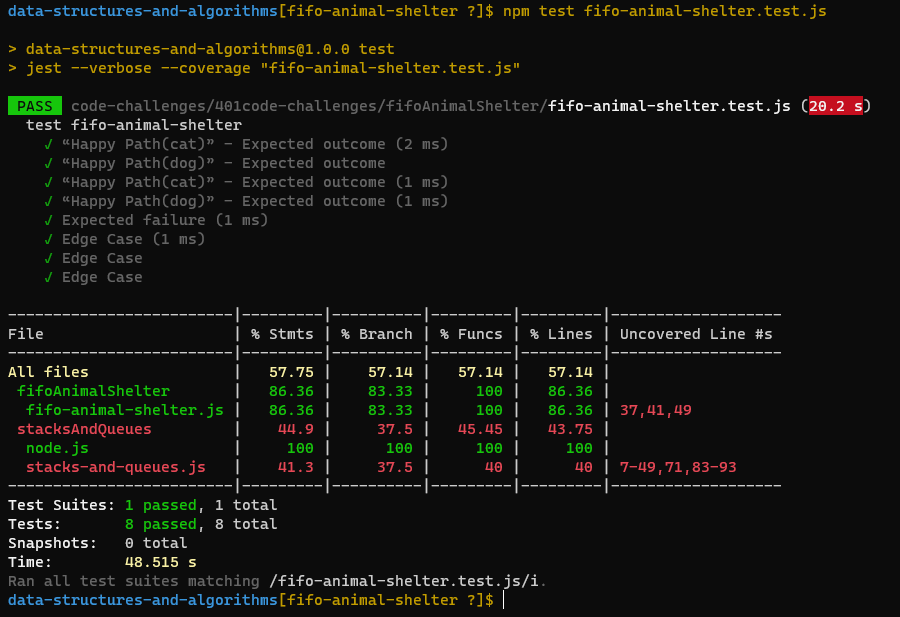 data-structures-and-algorithms[fifo-animal-shelter ?]$ npm test fifo-animal-shelter.test.js
> data-structures-and-algorithms@1.0.0 test
> jest --verbose --coverage "fifo-animal-shelter.test.js"
PASS code-challenges/401code-challenges/fifoAnimalShelter/fifo-animal-shelter.test.js (20.2 s)
test fifo-animal-shelter
√ “Happy Path(cat)” – Expected outcome (2 ms)
√ “Happy Path(dog)” – Expected outcome
√ “Happy Path(cat)” – Expected outcome (1 ms)
√ “Happy Path(dog)” – Expected outcome (1 ms)
√ Expected failure (1 ms)
√ Edge Case (1 ms)
√ Edge Case
√ Edge Case
-------------------------|---------|----------|---------|---------|-------------------
File                     | % Stmts | % Branch | % Funcs | % Lines | Uncovered Line #s
-------------------------|---------|----------|---------|---------|-------------------
All files                |   57.75 |    57.14 |   57.14 |   57.14 |
 fifoAnimalShelter       |   86.36 |    83.33 |     100 |   86.36 |
  fifo-animal-shelter.js |   86.36 |    83.33 |     100 |   86.36 | 37,41,49
 stacksAndQueues         |    44.9 |     37.5 |   45.45 |   43.75 |
  node.js                |     100 |      100 |     100 |     100 |
  stacks-and-queues.js   |    41.3 |     37.5 |      40 |      40 | 7-49,71,83-93
-------------------------|---------|----------|---------|---------|-------------------
Test Suites: 1 passed, 1 total
Tests:       8 passed, 8 total
Snapshots:   0 total
Time:        48.515 s
Ran all test suites matching /fifo-animal-shelter.test.js/i.
data-structures-and-algorithms[fifo-animal-shelter ?]$